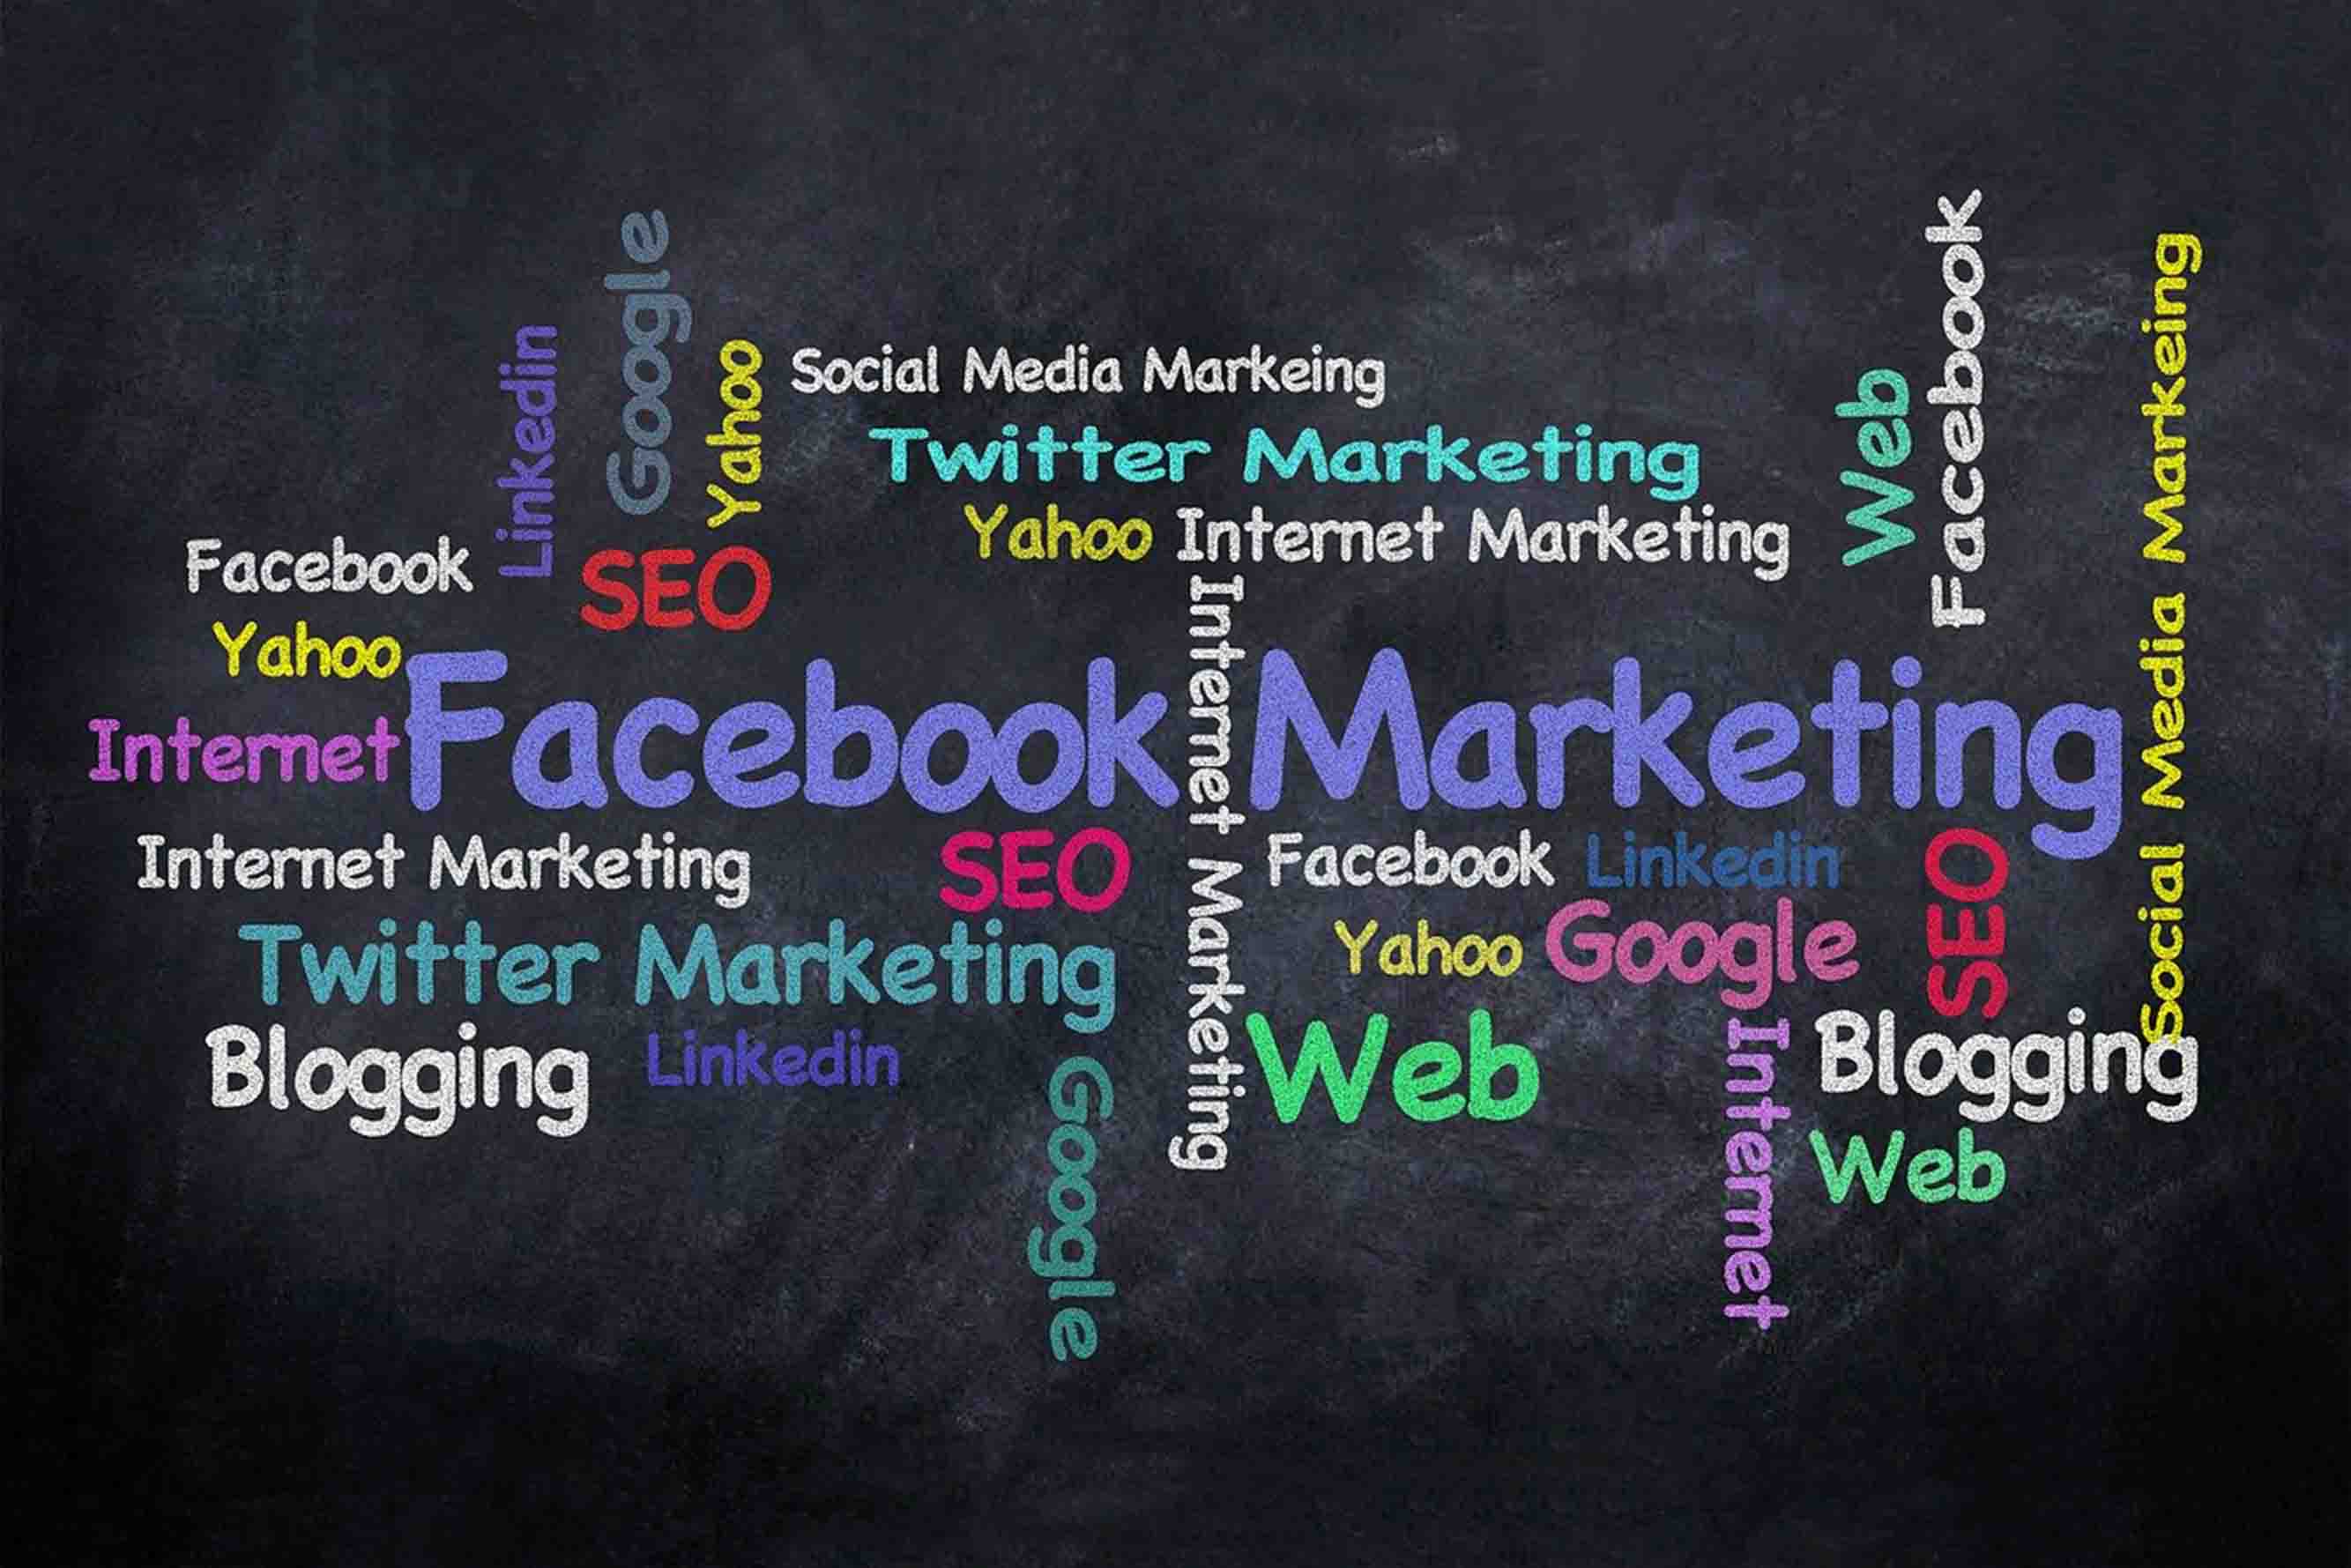 Google
Linkedin
Yahoo
Social Media Markeing
Twitter Marketing
Yahoo
Internet Marketing
Web
Facebook
Social Media Markeing
Facebook
SEO
Yahoo
Internet
Facebook Marketing
Internet Marketing
Internet Marketing
SEO
Facebook
Linkedin
SEO
Twitter Marketing
Yahoo
Google
Blogging
Linkedin
Web
Blogging
Google
Internet
Web